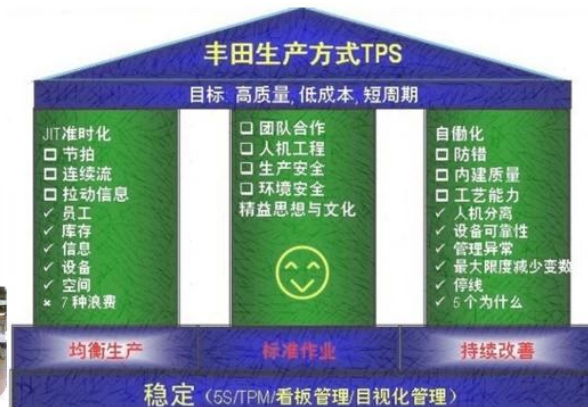 丰田生产方式TPS
目标: 高质量, 低成本, 短周期
JIT准时化
□ 节拍
□ 连续流
□ 拉动信息
✓ 员工
✓ 库存
✓ 信息
✓ 设备
✓ 空间
× 7种浪费
□ 团队合作
□ 人机工程
□ 生产安全
□ 环境安全
精益思想与文化
自働化
□ 防错
□ 内建质量
□ 工艺能力
✓ 人机分离
✓ 设备可靠性
✓ 管理异常
✓ 最大限度减少变数
✓ 停线
✓ 5个为什么
均衡生产
标准作业
持续改善
稳定（5S/TPM/看板管理/目视化管理）